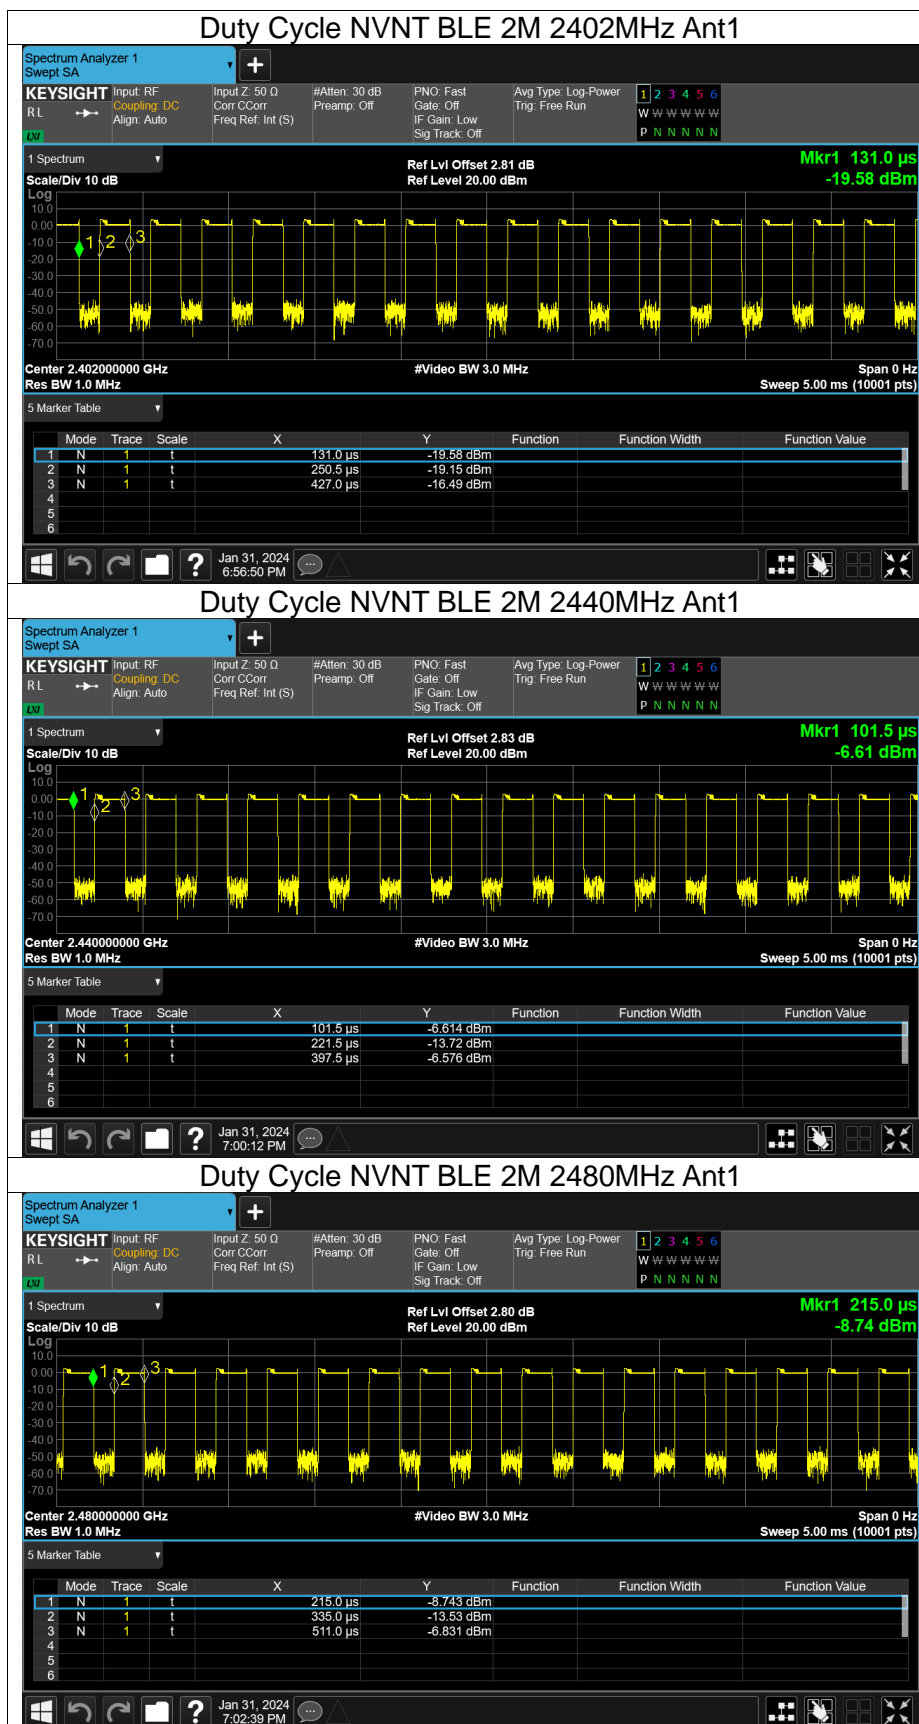 Duty Cycle NVNT BLE 2M 2402MHz Ant1
Spectrum Analyzer 1
Swept SA
+
KEYSIGHT Input: RF Input Z: 50 Ω #Atten: 30 dB PNO: Fast Avg Type: Log-Power 1 2 3 4 5 6
R L Coupling: DC Corr CCorr Preamp: Off Gate: Off Trig: Free Run
Align: Auto Freq Ref: Int (S) IF Gain: Low W W W W W W
LXI Sig Track: Off P N N N N N
1 Spectrum Ref Lvl Offset 2.81 dB Mkr1 131.0 µs
Scale/Div 10 dB Ref Level 20.00 dBm -19.58 dBm
Log
10.0
0.00
-10.0
-20.0
-30.0
-40.0
-50.0
-60.0
-70.0
1 2 3
Center 2.402000000 GHz #Video BW 3.0 MHz Span 0 Hz
Res BW 1.0 MHz Sweep 5.00 ms (10001 pts)
5 Marker Table
Mode Trace Scale X Y Function Function Width Function Value
1 N 1 t 131.0 µs -19.58 dBm
2 N 1 t 250.5 µs -19.15 dBm
3 N 1 t 427.0 µs -16.49 dBm
4
5
6
? Jan 31, 2024
6:56:50 PM
Duty Cycle NVNT BLE 2M 2440MHz Ant1
Spectrum Analyzer 1
Swept SA
+
KEYSIGHT Input: RF Input Z: 50 Ω #Atten: 30 dB PNO: Fast Avg Type: Log-Power 1 2 3 4 5 6
R L Coupling: DC Corr CCorr Preamp: Off Gate: Off Trig: Free Run
Align: Auto Freq Ref: Int (S) IF Gain: Low W W W W W W
LXI Sig Track: Off P N N N N N
1 Spectrum Ref Lvl Offset 2.83 dB Mkr1 101.5 µs
Scale/Div 10 dB Ref Level 20.00 dBm -6.61 dBm
Log
10.0
0.00
-10.0
-20.0
-30.0
-40.0
-50.0
-60.0
-70.0
1 2 3
Center 2.440000000 GHz #Video BW 3.0 MHz Span 0 Hz
Res BW 1.0 MHz Sweep 5.00 ms (10001 pts)
5 Marker Table
Mode Trace Scale X Y Function Function Width Function Value
1 N 1 t 101.5 µs -6.614 dBm
2 N 1 t 221.5 µs -13.72 dBm
3 N 1 t 397.5 µs -6.576 dBm
4
5
6
? Jan 31, 2024
7:00:12 PM
Duty Cycle NVNT BLE 2M 2480MHz Ant1
Spectrum Analyzer 1
Swept SA
+
KEYSIGHT Input: RF Input Z: 50 Ω #Atten: 30 dB PNO: Fast Avg Type: Log-Power 1 2 3 4 5 6
R L Coupling: DC Corr CCorr Preamp: Off Gate: Off Trig: Free Run
Align: Auto Freq Ref: Int (S) IF Gain: Low W W W W W W
LXI Sig Track: Off P N N N N N
1 Spectrum Ref Lvl Offset 2.80 dB Mkr1 215.0 µs
Scale/Div 10 dB Ref Level 20.00 dBm -8.74 dBm
Log
10.0
0.00
-10.0
-20.0
-30.0
-40.0
-50.0
-60.0
-70.0
1 2 3
Center 2.480000000 GHz #Video BW 3.0 MHz Span 0 Hz
Res BW 1.0 MHz Sweep 5.00 ms (10001 pts)
5 Marker Table
Mode Trace Scale X Y Function Function Width Function Value
1 N 1 t 215.0 µs -8.743 dBm
2 N 1 t 335.0 µs -13.53 dBm
3 N 1 t 511.0 µs -6.831 dBm
4
5
6
? Jan 31, 2024
7:02:39 PM